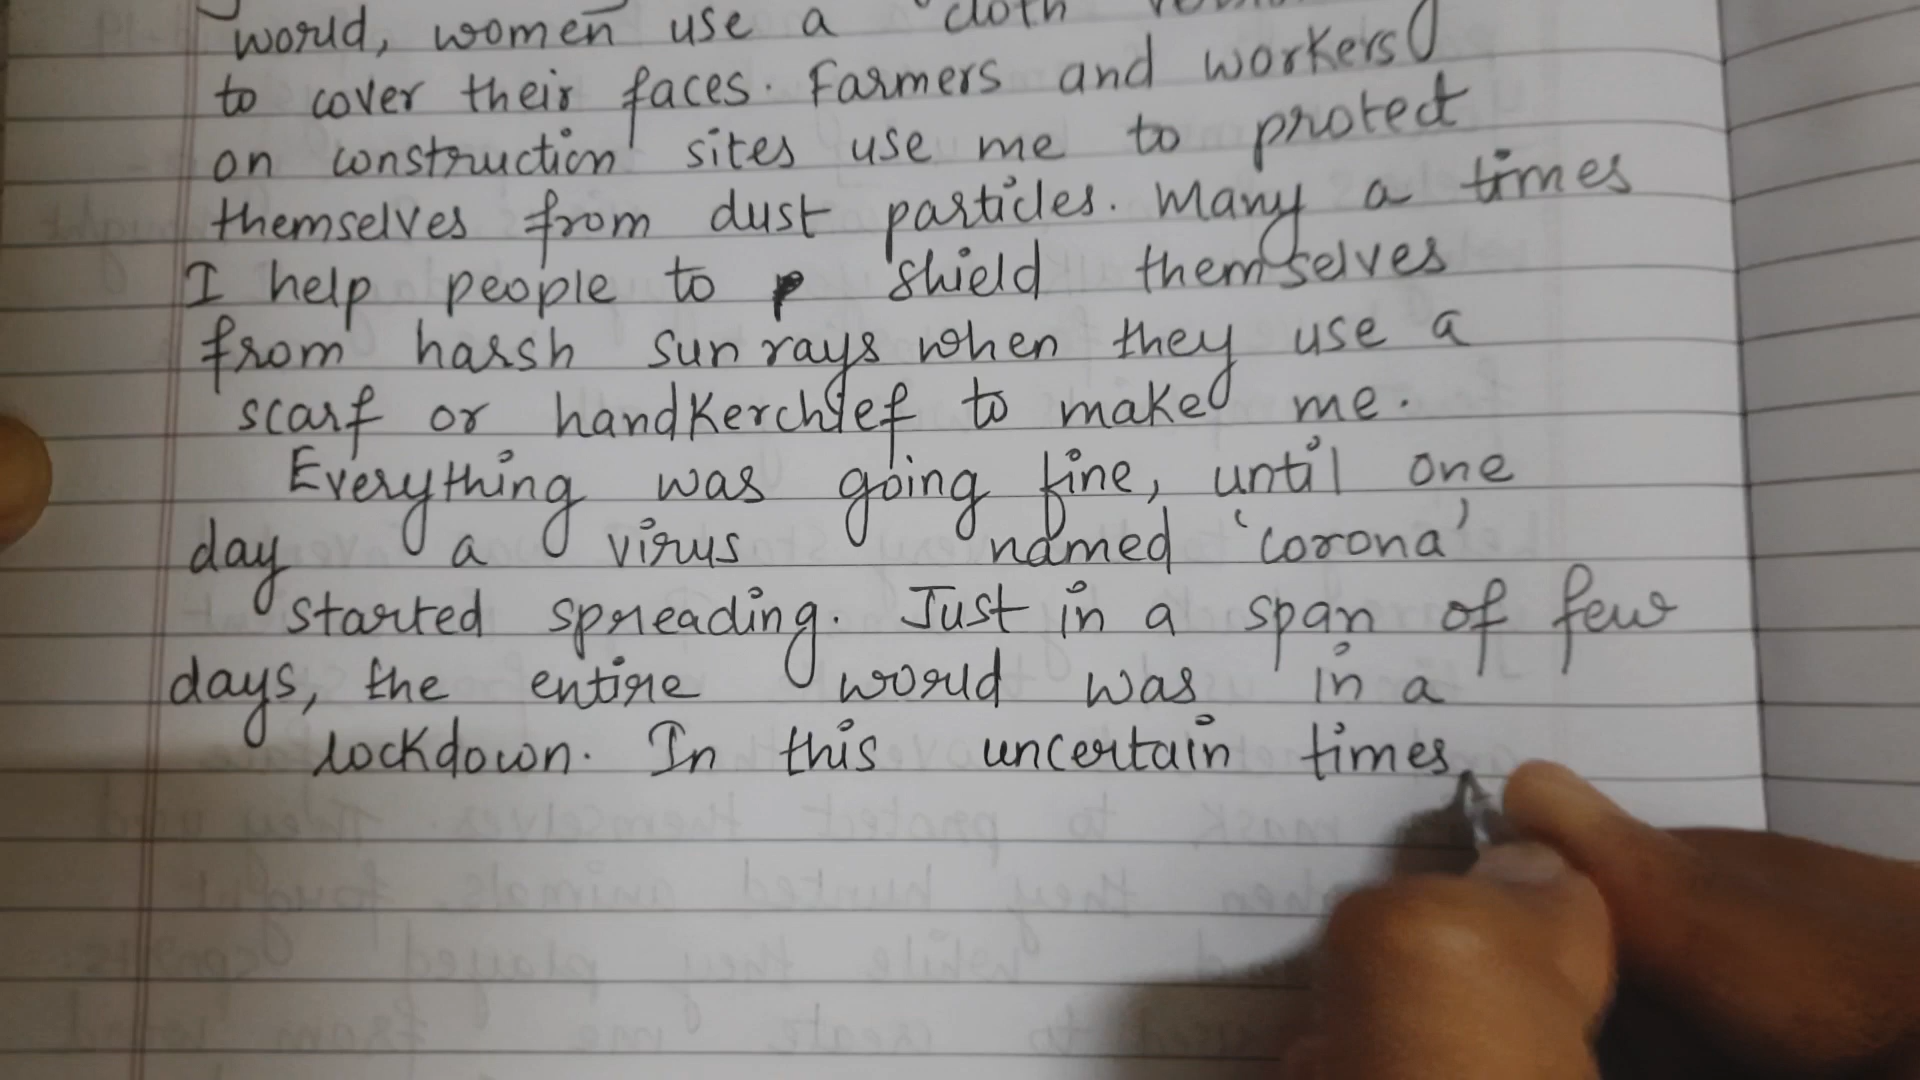 world, women use a cloth
to cover their faces. Farmers and workers
on construction sites use me to protect
themselves from dust particles. Many a times
I help people to shield themselves
from harsh sun rays when they use a
scarf or handkerchief to make me.
Everything was going fine, until one
day a virus named 'corona'
started spreading. Just in a span of few
days, the entire world was in a
lockdown. In this uncertain times